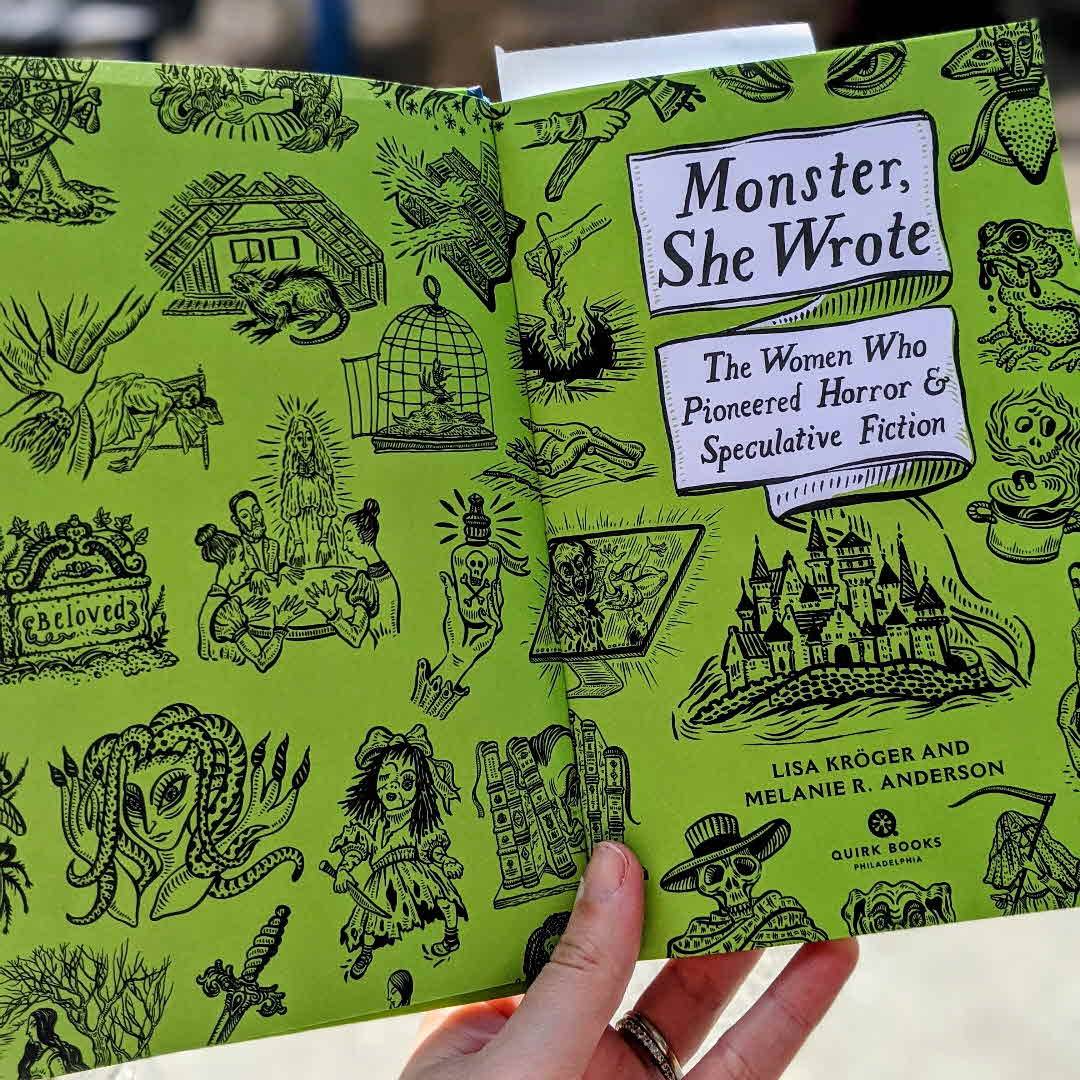 Monster,
She Wrote
The Women Who
Pioneered Horror &
Speculative Fiction
Beloved
LISA KRÖGER AND
MELANIE R. ANDERSON
QUIRK BOOKS
PHILADELPHIA